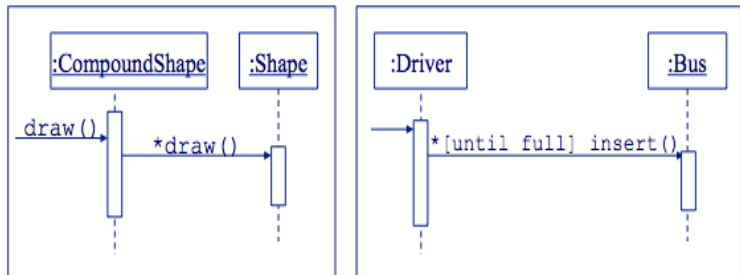 :CompoundShape
:Shape
draw()
*draw()
:Driver
:Bus
*[until full] insert()